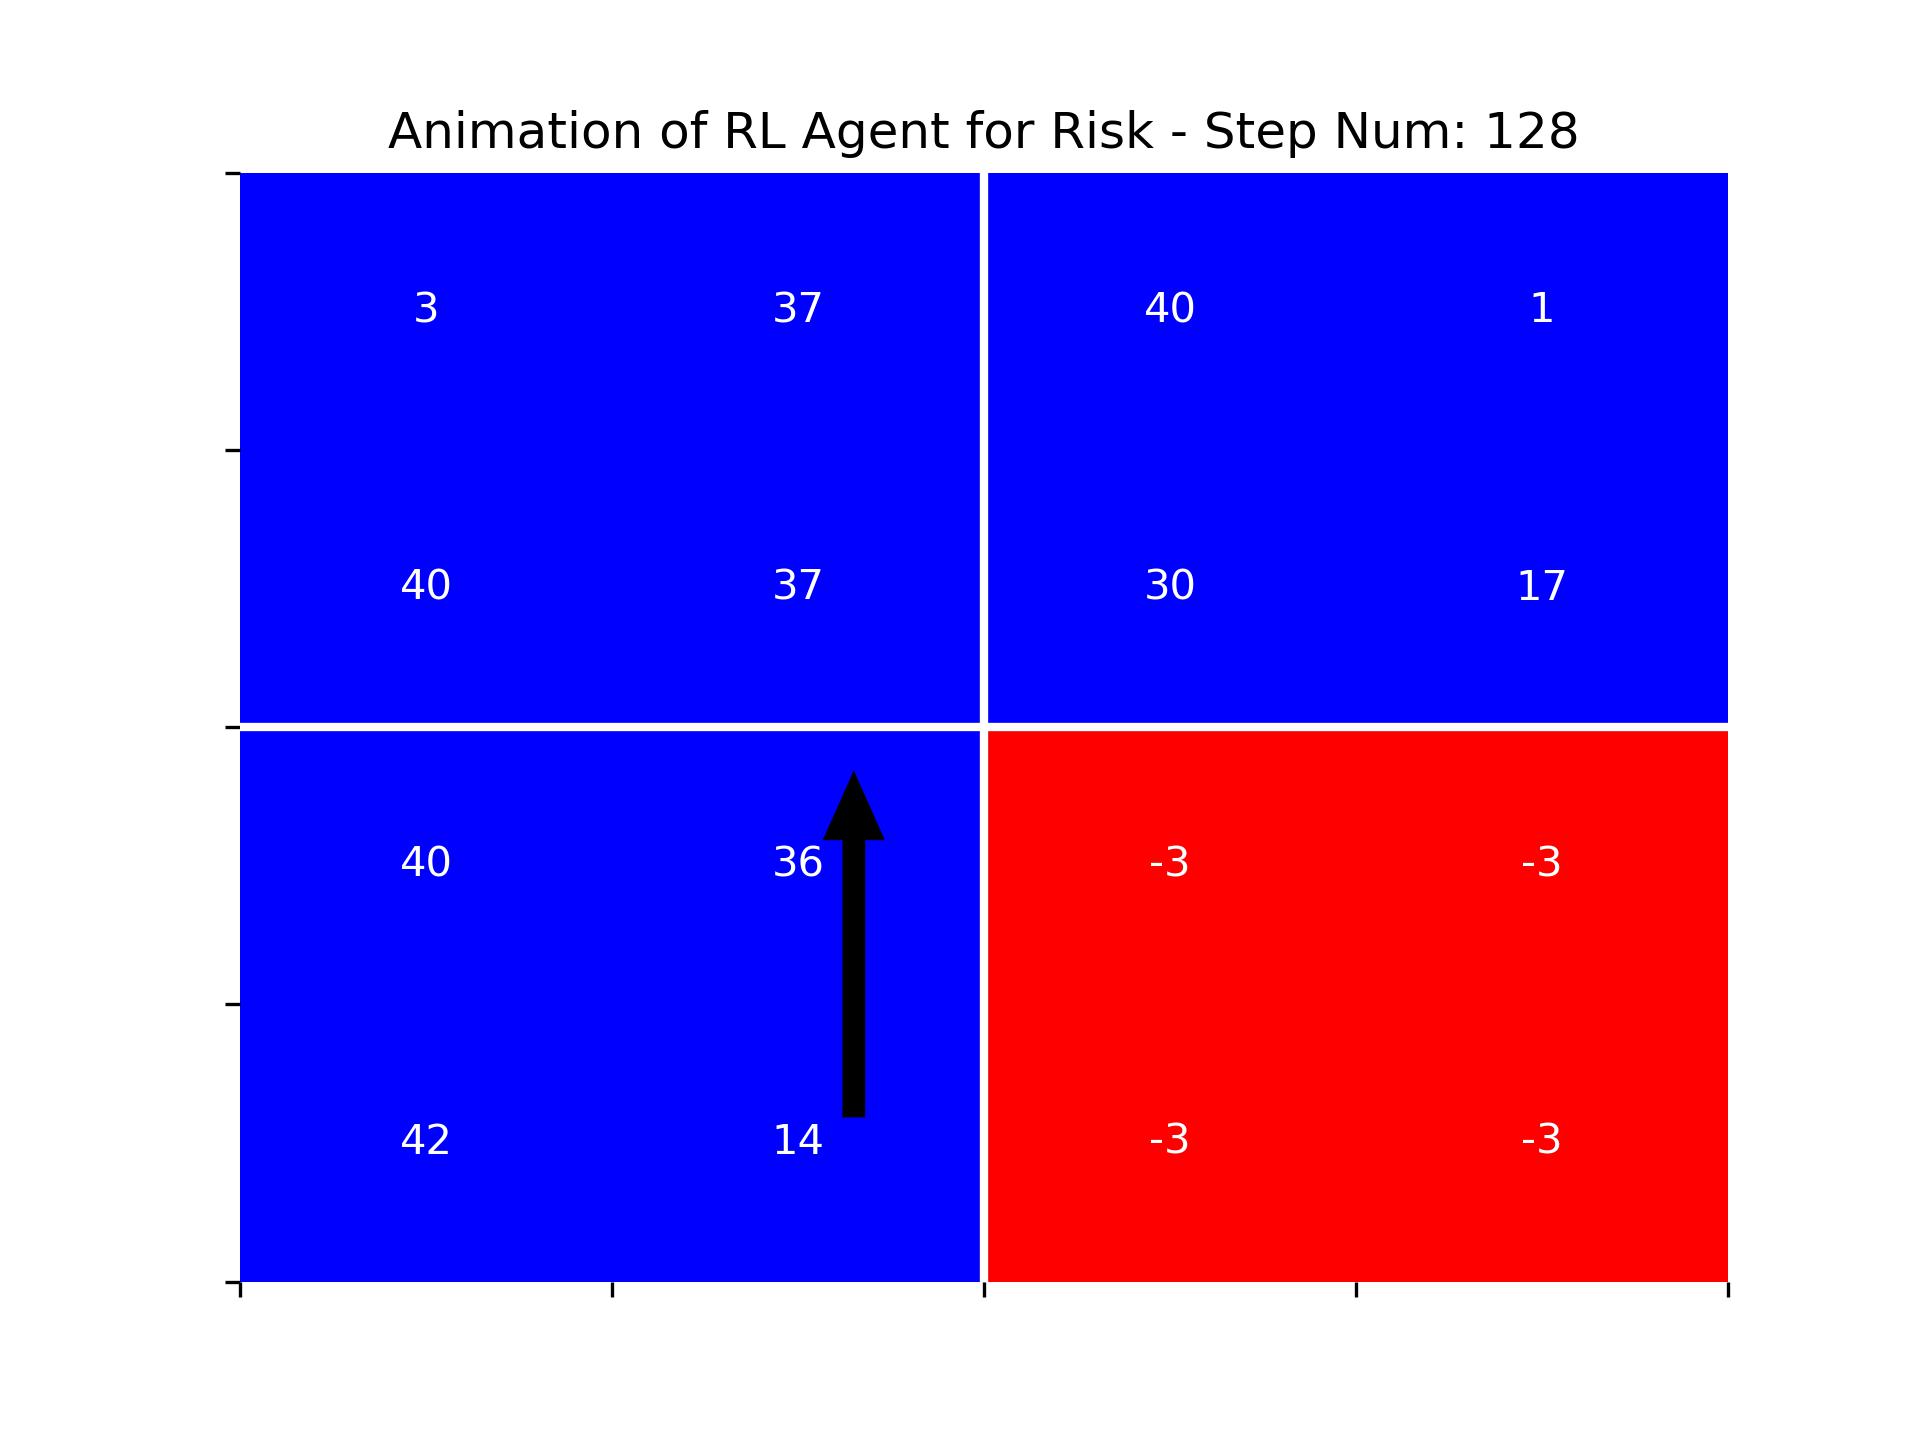 Animation of RL Agent for Risk - Step Num: 128
3 37 40 1
40 37 30 17
40 36 -3 -3
42 14 -3 -3